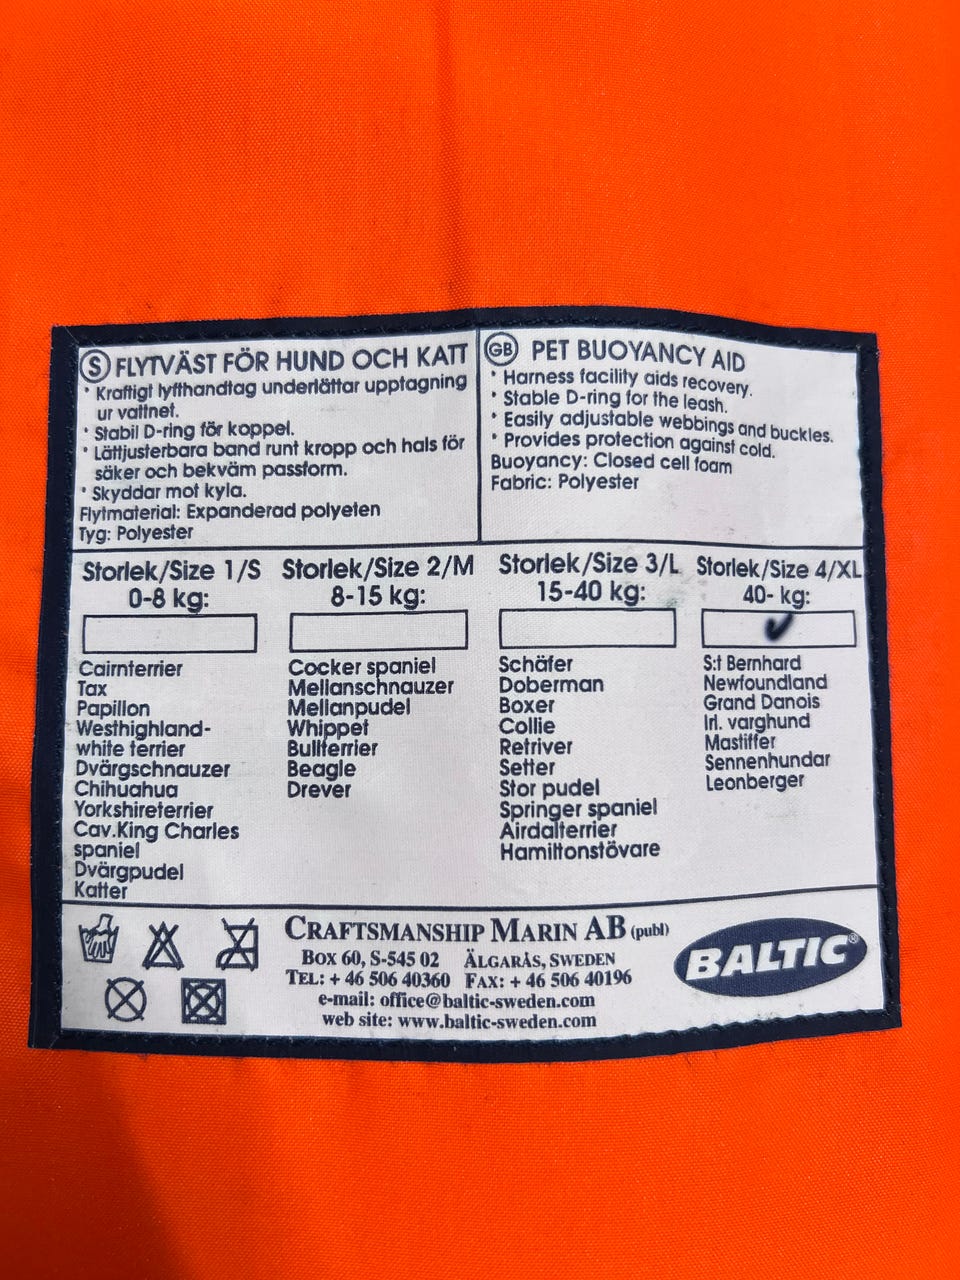 S FLYTVÄST FÖR HUND OCH KATT
* Kraftigt lyfthandtag underlättar upptagning
ur vattnet.
* Stabil D-ring för koppel.
* Lättjusterbara band runt kropp och hals för
säker och bekväm passform.
* Skyddar mot kyla.
Flytmaterial: Expanderad polyeten
Tyg: Polyester
GB PET BUOYANCY AID
* Harness facility aids recovery.
* Stable D-ring for the leash.
* Easily adjustable webbings and buckles.
* Provides protection against cold.
Buoyancy: Closed cell foam
Fabric: Polyester
Storlek/Size 1/S
0-8 kg:
Cairnterrier
Tax
Papillon
Westhighland-
white terrier
Dvärgschnauzer
Chihuahua
Yorkshireterrier
Cav.King Charles
spaniel
Dvärgpudel
Katter
Storlek/Size 2/M
8-15 kg:
Cocker spaniel
Mellanschnauzer
Mellanpudel
Whippet
Bullterrier
Beagle
Drever
Storlek/Size 3/L
15-40 kg:
Schäfer
Doberman
Boxer
Collie
Retriver
Setter
Stor pudel
Springer spaniel
Airdalterrier
Hamiltonstövare
Storlek/Size 4/XL
40- kg:
S:t Bernhard
Newfoundland
Grand Danois
Irl. varghund
Mastiffer
Sennenhundar
Leonberger
CRAFTSMANSHIP MARIN AB (publ)
BOX 60, S-545 02 ÄLGARÅS, SWEDEN
TEL: + 46 506 40360 FAX: + 46 506 40196
e-mail: office@baltic-sweden.com
web site: www.baltic-sweden.com
BALTIC®